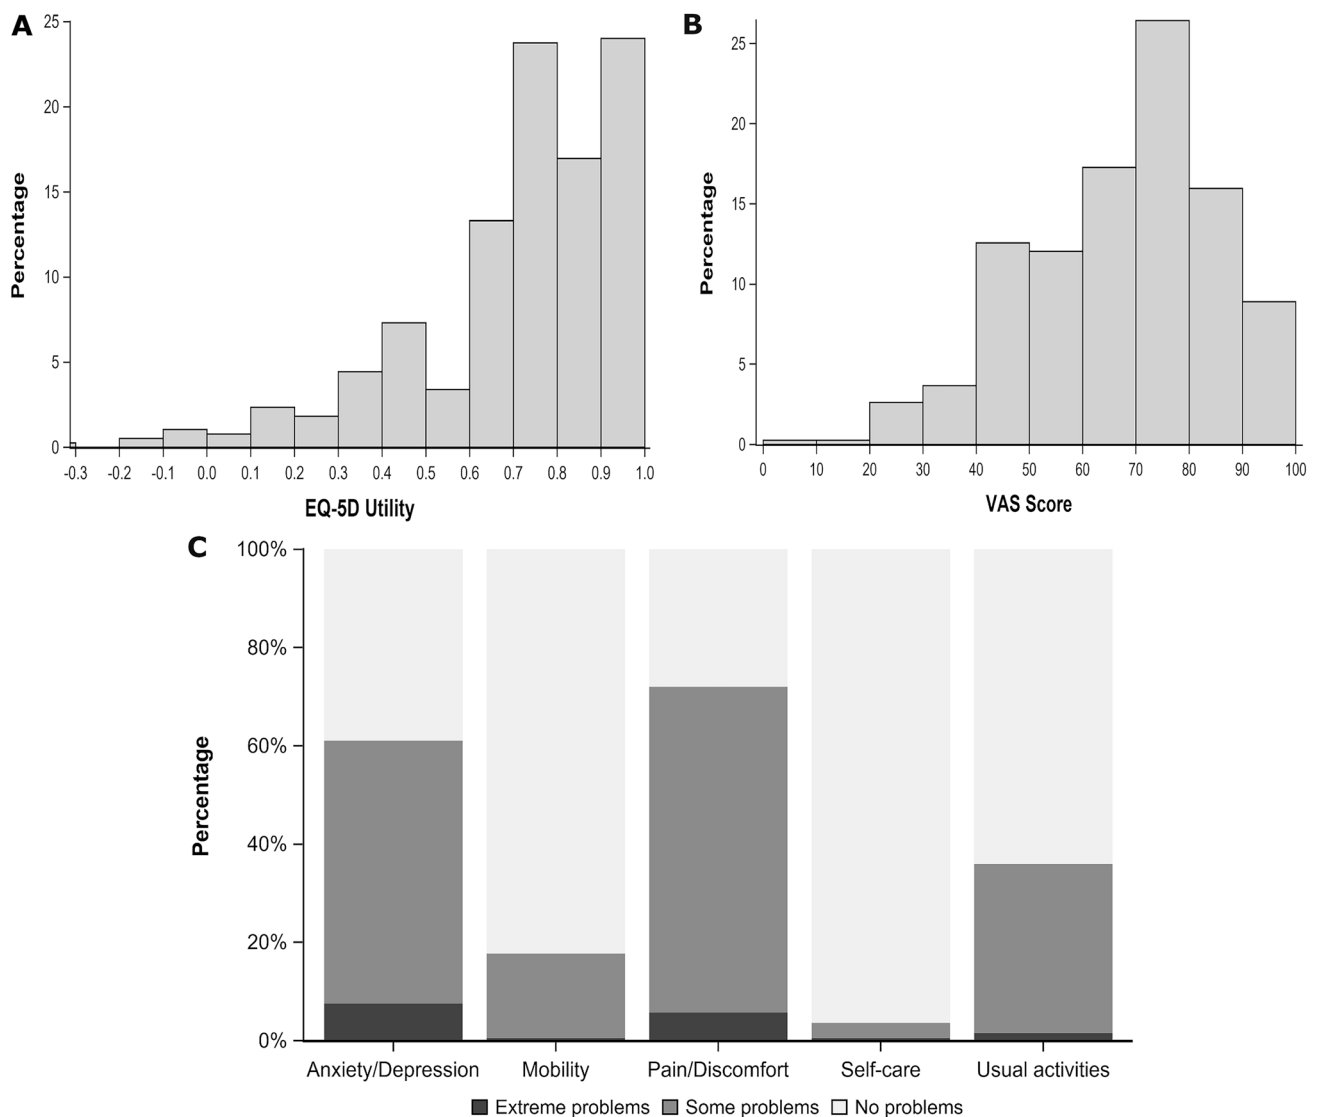 A
25
20
15
10
5
0
Percentage
-0.3 -0.2 -0.1 0.0 0.1 0.2 0.3 0.4 0.5 0.6 0.7 0.8 0.9 1.0
EQ-5D Utility
B
25
20
15
10
5
0
Percentage
0 10 20 30 40 50 60 70 80 90 100
VAS Score
C
100%
80%
60%
40%
20%
0%
Percentage
Anxiety/Depression Mobility Pain/Discomfort Self-care Usual activities
Extreme problems Some problems No problems